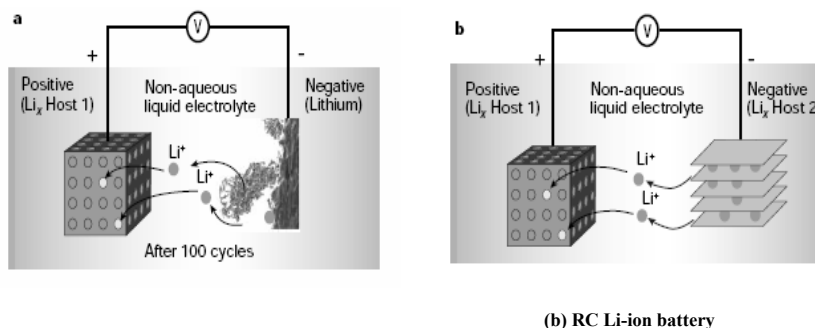 a
V
+
-
Positive
(Liₓ Host 1)
Non-aqueous
liquid electrolyte
Negative
(Lithium)
Li⁺
Li⁺
After 100 cycles
b
V
+
-
Positive
(Liₓ Host 1)
Non-aqueous
liquid electrolyte
Negative
(Liₓ Host 2)
Li⁺
Li⁺
(b) RC Li-ion battery